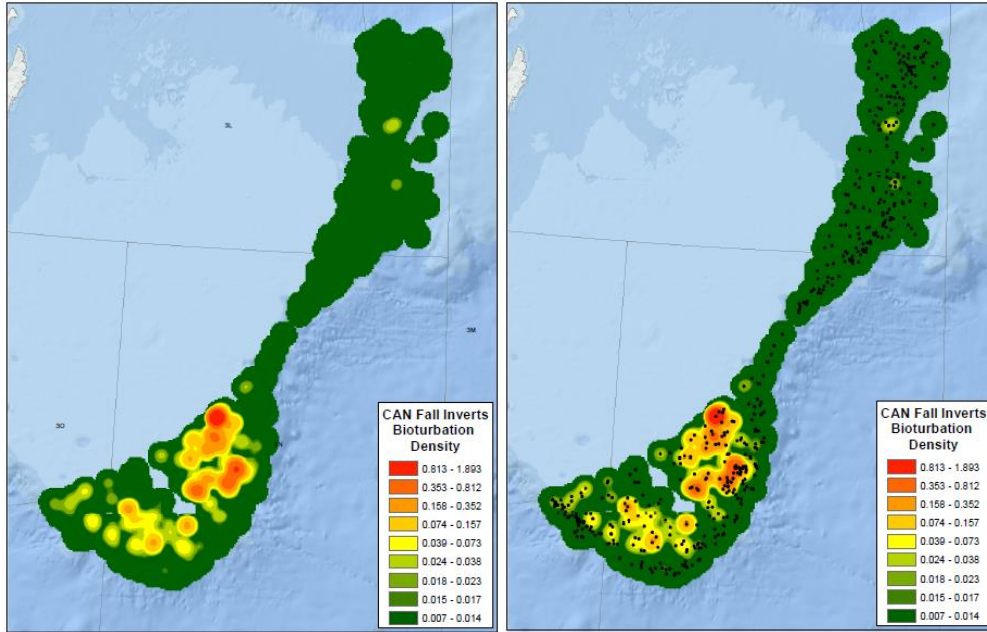 3L
3M
3O
N
CAN Fall Inverts
Bioturbation
Density
0.813 - 1.893
0.353 - 0.812
0.158 - 0.352
0.074 - 0.157
0.039 - 0.073
0.024 - 0.038
0.018 - 0.023
0.015 - 0.017
0.007 - 0.014
CAN Fall Inverts
Bioturbation
Density
0.813 - 1.893
0.353 - 0.812
0.158 - 0.352
0.074 - 0.157
0.039 - 0.073
0.024 - 0.038
0.018 - 0.023
0.015 - 0.017
0.007 - 0.014